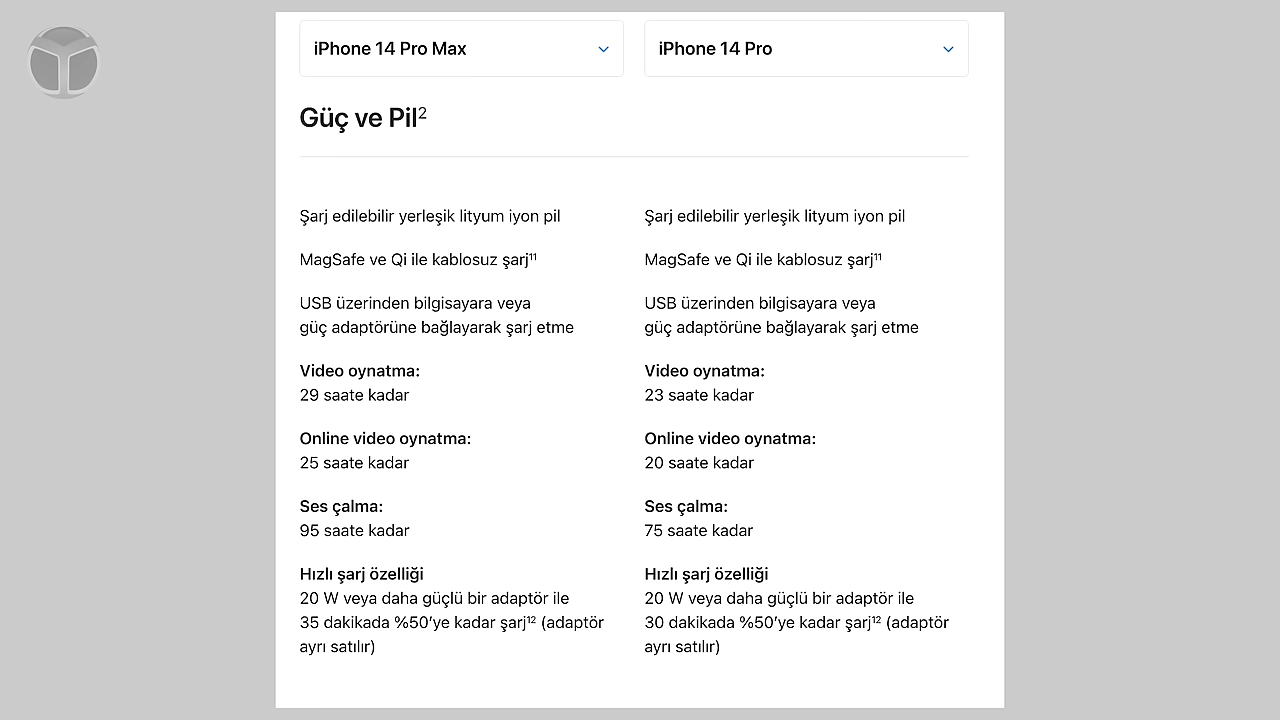 iPhone 14 Pro Max
iPhone 14 Pro
Güç ve Pil²
Şarj edilebilir yerleşik lityum iyon pil
MagSafe ve Qi ile kablosuz şarj¹¹
USB üzerinden bilgisayara veya
güç adaptörüne bağlayarak şarj etme
Video oynatma:
29 saate kadar
Online video oynatma:
25 saate kadar
Ses çalma:
95 saate kadar
Hızlı şarj özelliği
20 W veya daha güçlü bir adaptör ile
35 dakikada %50’ye kadar şarj¹² (adaptör
ayrı satılır)
Şarj edilebilir yerleşik lityum iyon pil
MagSafe ve Qi ile kablosuz şarj¹¹
USB üzerinden bilgisayara veya
güç adaptörüne bağlayarak şarj etme
Video oynatma:
23 saate kadar
Online video oynatma:
20 saate kadar
Ses çalma:
75 saate kadar
Hızlı şarj özelliği
20 W veya daha güçlü bir adaptör ile
30 dakikada %50’ye kadar şarj¹² (adaptör
ayrı satılır)